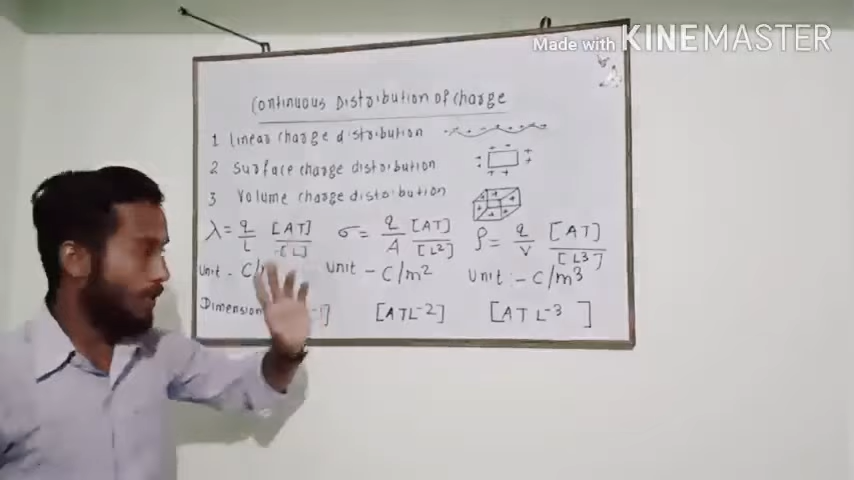 Made with KINEMASTER
Continuous Distribution of charge
1 linear charge distribution
2 Surface charge distribution
3 Volume charge distribution
λ = q/L [AT]/[L] σ = q/A [AT]/[L²] ρ = q/V [AT]/[L³]
Unit - C/ Unit - C/m² Unit :- C/m³
Dimension [ATL-2] [ATL-3]